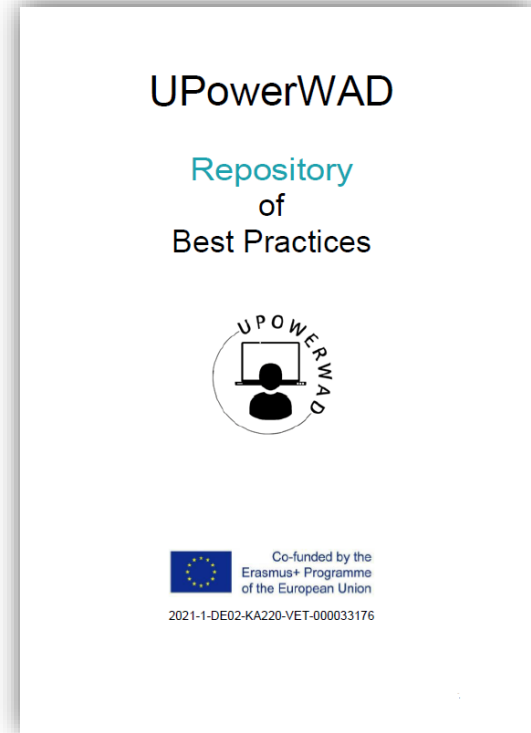 UPowerWAD
Repository
of
Best Practices
UPOWERWAD
Co-funded by the
Erasmus+ Programme
of the European Union
2021-1-DE02-KA220-VET-000033176